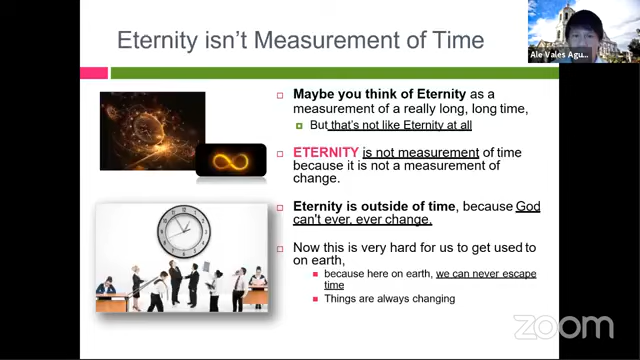 Eternity isn't Measurement of Time
Ale Vales Agu...
Maybe you think of Eternity as a
measurement of a really long, long time,
But that's not like Eternity at all
ETERNITY is not measurement of time
because it is not a measurement of
change.
Eternity is outside of time, because God
can't ever, ever change.
Now this is very hard for us to get used to
on earth,
because here on earth, we can never escape
time
Things are always changing
zoom